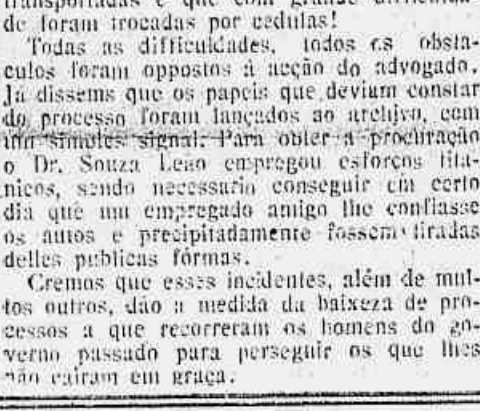 transportadas e que com grande difficulda-
de foram trocadas por cedulas!
Todas as difficuldades, todos os obsta-
culos foram oppostos á acção do advogado.
Já dissems que os papeis que deviam constar
do processo foram lançados ao archivo, com
um simples signal. Para obter a procuração
o Dr. Souza Leão empregou esforços tita-
nicos, sendo necessario conseguir em certo
dia que um empregado amigo lhe confiasse
os autos e precipitadamente fossem tiradas
delles publicas fórmas.
Cremos que esses incidentes, além de mui-
tos outros, dão a medida da baixeza de pro-
cessos a que recorreram os homens do go-
verno passado para perseguir os que lhes
não cairam em graça.